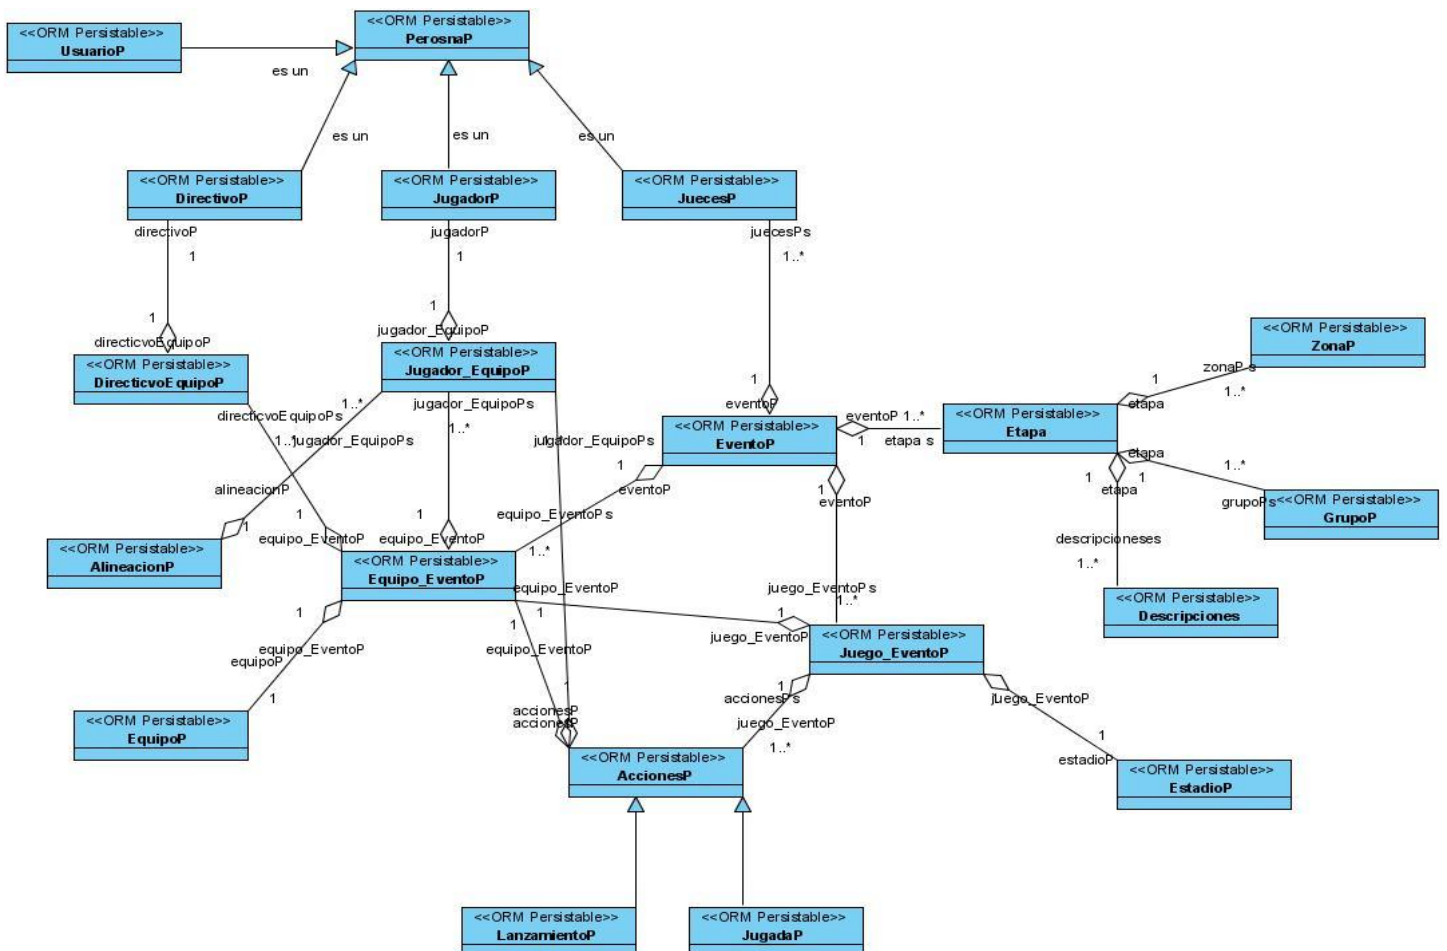 <<ORM Persistable>>
PerosnaP
<<ORM Persistable>>
UsuarioP
es un
es un
es un
es un
<<ORM Persistable>>
DirectivoP
<<ORM Persistable>>
JugadorP
<<ORM Persistable>>
JuecesP
directivoP
1
jugadorP
1
juecesPs
1..*
1
directicvoEquipoP
1
jugador_EquipoP
<<ORM Persistable>>
DirecticvoEquipoP
<<ORM Persistable>>
Jugador_EquipoP
<<ORM Persistable>>
ZonaP
zonaPs
1
1..*
etapa
directicvoEquipoPs
1..*
1..*
jugador_EquipoPs
jugador_EquipoPs
1..*
jugador_EquipoPs
1
eventoP
<<ORM Persistable>>
EventoP
eventoP
1..*
1
etapas
<<ORM Persistable>>
Etapa
etapa
1
1..*
grupoPs
<<ORM Persistable>>
GrupoP
1
etapa
descripcioneses
1..*
<<ORM Persistable>>
Descripciones
alineacionP
1
<<ORM Persistable>>
AlineacionP
1
equipo_EventoP
1
equipo_EventoP
1
eventoP
equipo_EventoPs
1..*
1
eventoP
juego_EventoPs
1..*
<<ORM Persistable>>
Equipo_EventoP
equipo_EventoP
1
1
juego_EventoP
<<ORM Persistable>>
Juego_EventoP
1
equipo_EventoP
equipoP
1
1
equipo_EventoP
<<ORM Persistable>>
EquipoP
1
accionesP
accionesP
1
accionesPs
juego_EventoP
1..*
juego_EventoP
1
estadioP
<<ORM Persistable>>
AccionesP
<<ORM Persistable>>
EstadioP
<<ORM Persistable>>
LanzamientoP
<<ORM Persistable>>
JugadaP